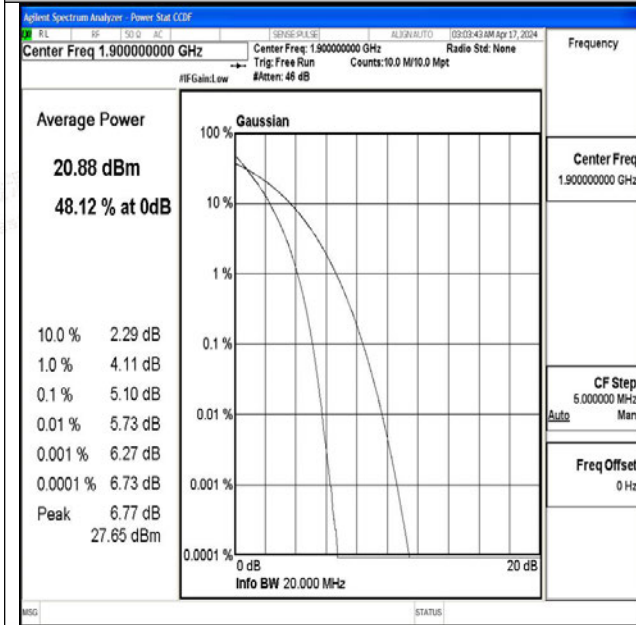 Agilent Spectrum Analyzer - Power Stat CCDF
RL RF 50 Ω AC SENSE:PULSE ALIGNAUTO 03:03:43 AM Apr 17, 2024
Center Freq 1.900000000 GHz
Center Freq: 1.900000000 GHz Radio Std: None
Trig: Free Run Counts:10.0 M/10.0 Mpt
#IFGain:Low #Atten: 46 dB
Frequency
Average Power
20.88 dBm
48.12 % at 0dB
10.0 % 2.29 dB
1.0 % 4.11 dB
0.1 % 5.10 dB
0.01 % 5.73 dB
0.001 % 6.27 dB
0.0001 % 6.73 dB
Peak 6.77 dB
27.65 dBm
Gaussian
100 %
10 %
1 %
0.1 %
0.01 %
0.001 %
0.0001 %
0 dB 20 dB
Info BW 20.000 MHz
Center Freq
1.900000000 GHz
CF Step
5.000000 MHz
Auto Man
Freq Offset
0 Hz
MSG STATUS